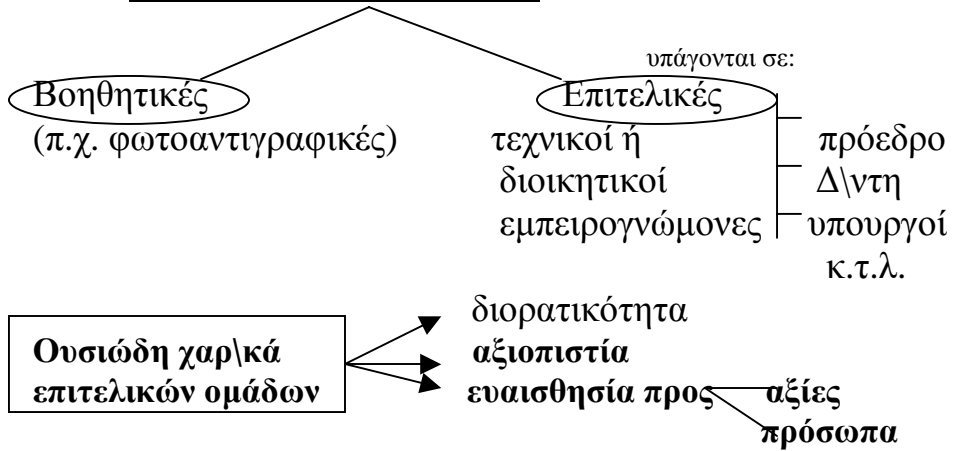 υπάγονται σε:
Βοηθητικές Επιτελικές
(π.χ. φωτοαντιγραφικές) τεχνικοί ή πρόεδρο
διοικητικοί Δ\ντη
εμπειρογνώμονες υπουργοί
κ.τ.λ.
διορατικότητα
Ουσιώδη χαρ\κά αξιοπιστία
επιτελικών ομάδων ευαισθησία προς αξίες
πρόσωπα